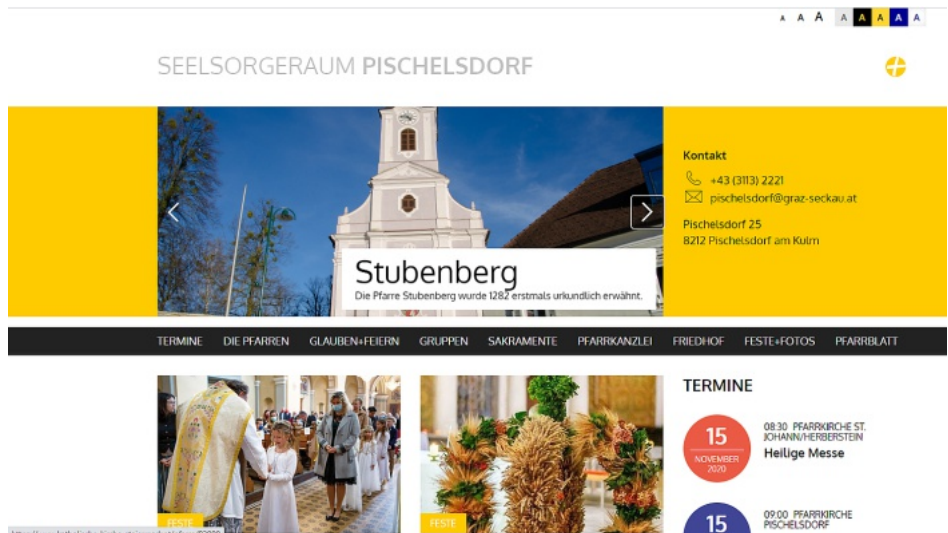 A A A A A A A A
SEELSORGERAUM PISCHELSDORF
Kontakt
+43 (3113) 2221
pischelsdorf@graz-seckau.at
Pischelsdorf 25
8212 Pischelsdorf am Kulm
Stubenberg
Die Pfarre Stubenberg wurde 1282 erstmals urkundlich erwähnt.
TERMINE DIE PFARREN GLAUBEN+FEIERN GRUPPEN SAKRAMENTE PFARRKANZLEI FRIEDHOF FESTE+FOTOS PFARRBLATT
TERMINE
15
NOVEMBER
2020
08:30 PFARRKIRCHE ST.
JOHANN/HERBERSTEIN
Heilige Messe
FESTE
FESTE
15
09:00 PFARRKIRCHE
PISCHELSDORF